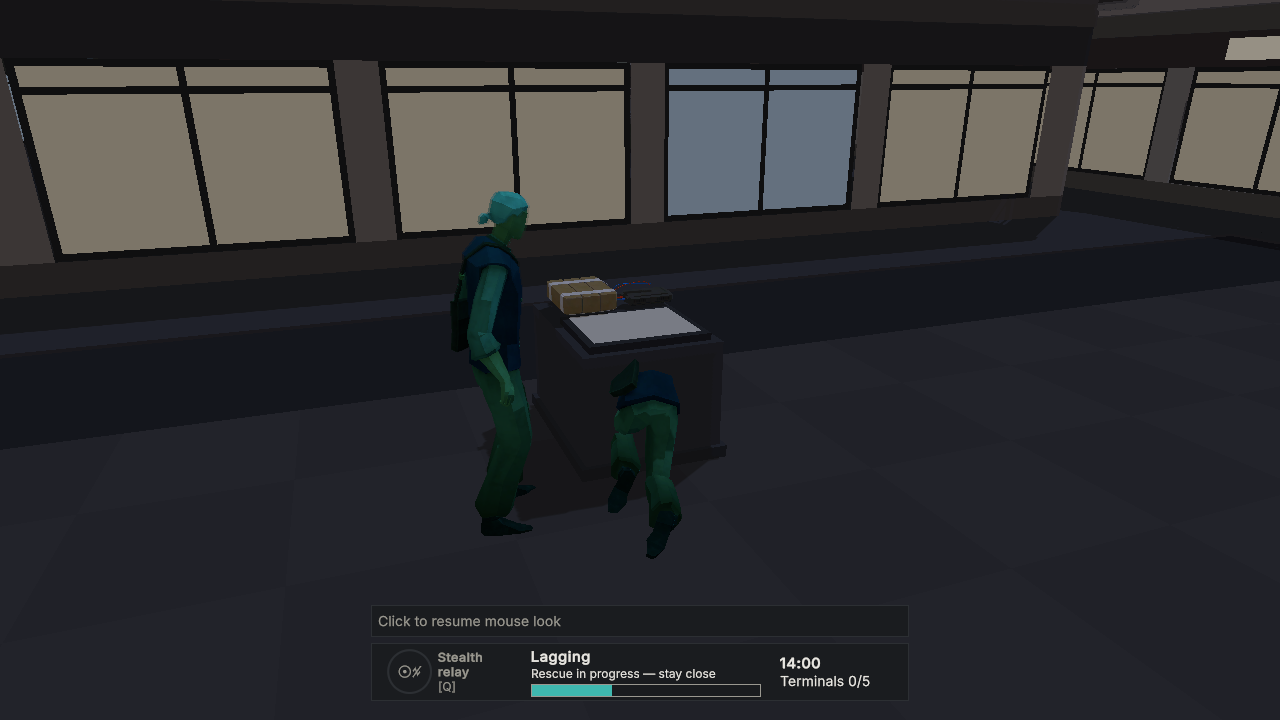 Click to resume mouse look
Stealth
relay
[Q]
Lagging
Rescue in progress — stay close
14:00
Terminals 0/5